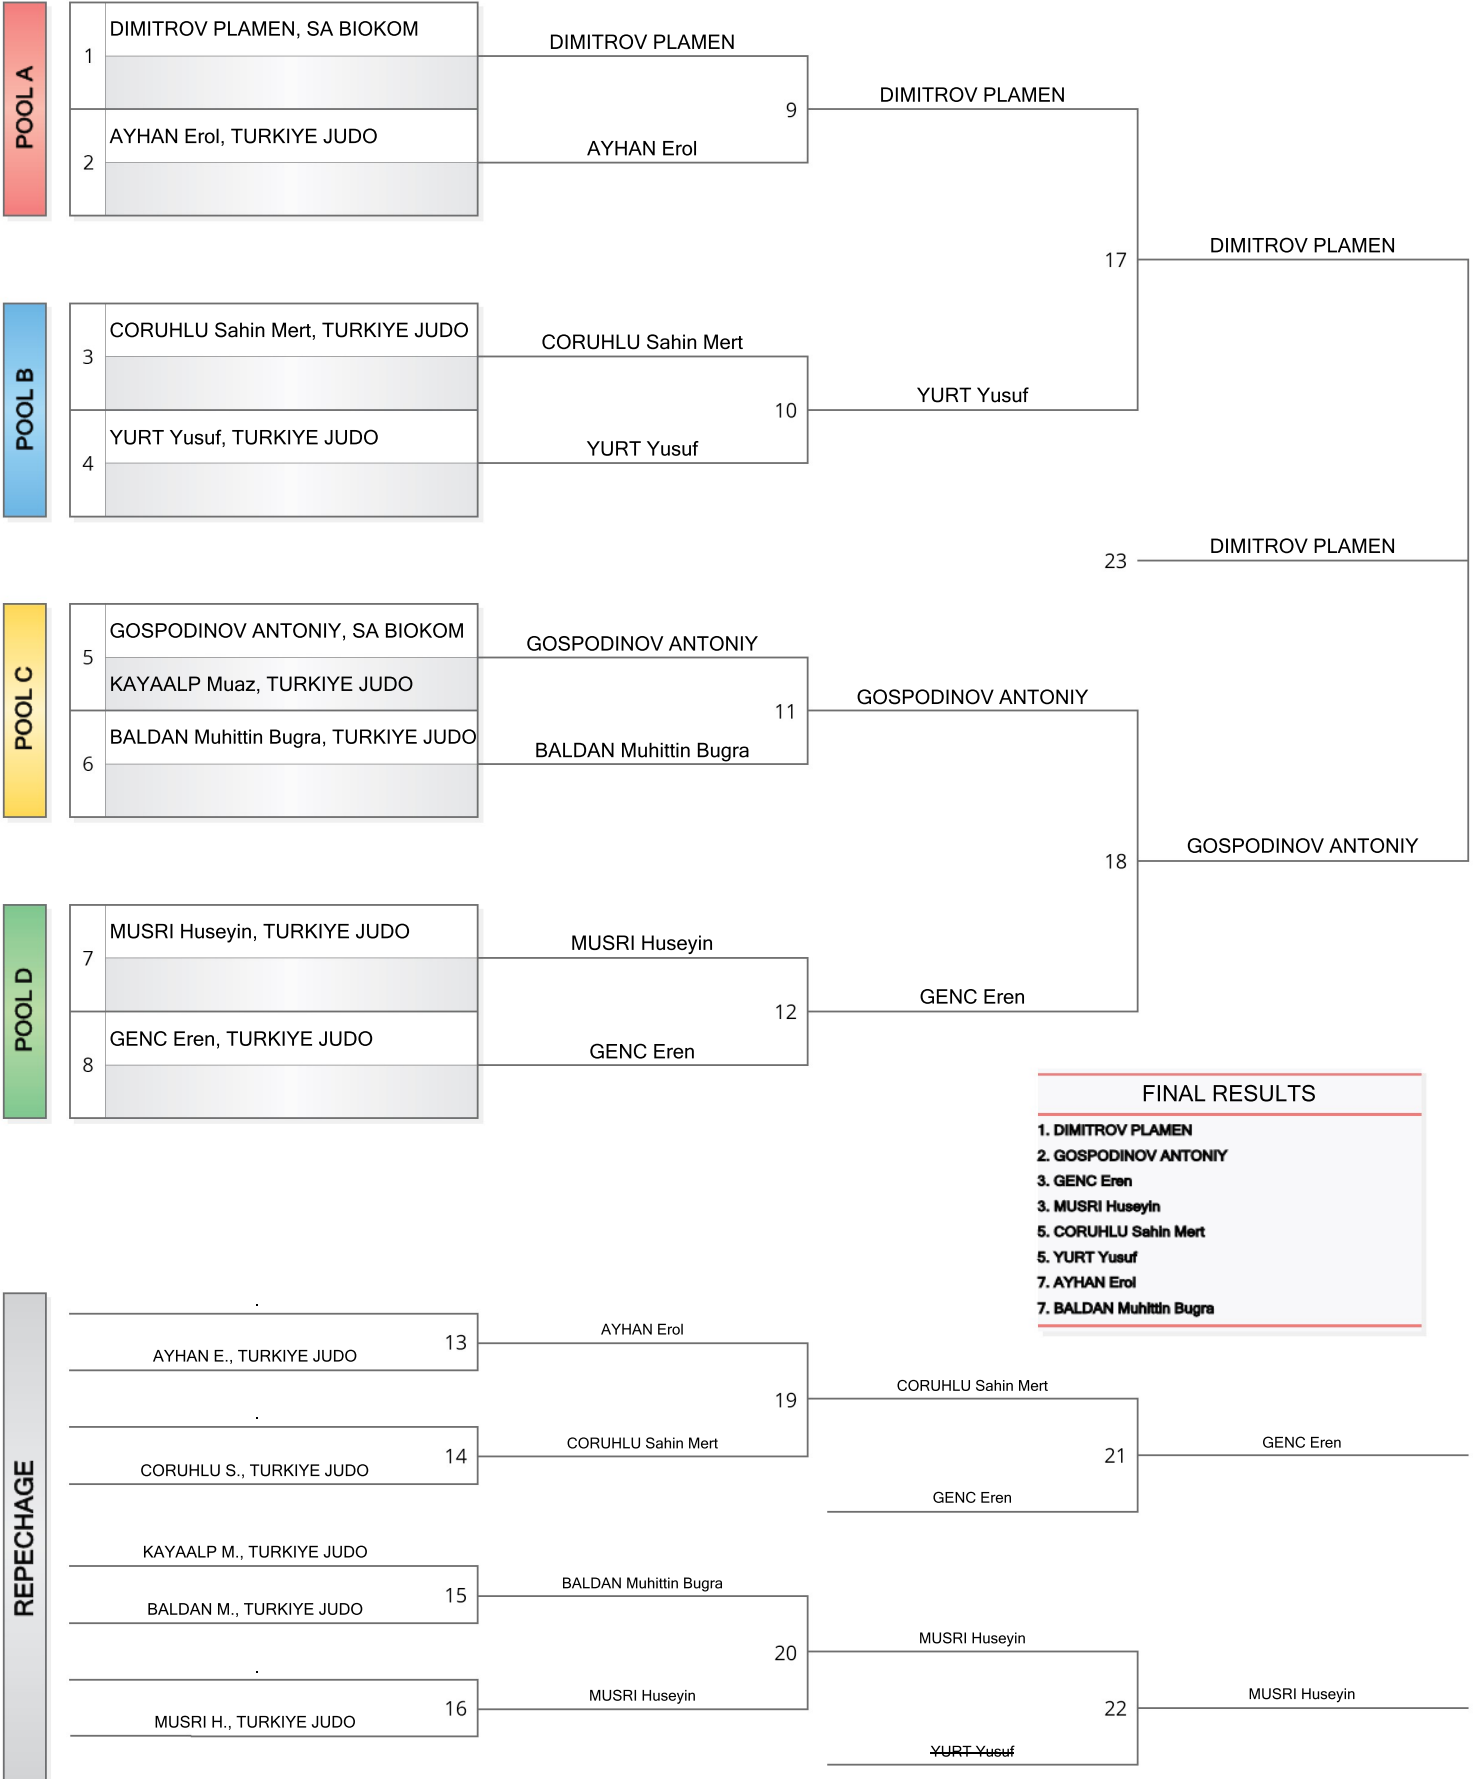 POOL A
1
DIMITROV PLAMEN, SA BIOKOM
2
AYHAN Erol, TURKIYE JUDO
DIMITROV PLAMEN
9
AYHAN Erol
DIMITROV PLAMEN
17
DIMITROV PLAMEN
POOL B
3
CORUHLU Sahin Mert, TURKIYE JUDO
4
YURT Yusuf, TURKIYE JUDO
CORUHLU Sahin Mert
10
YURT Yusuf
YURT Yusuf
23
DIMITROV PLAMEN
POOL C
5
GOSPODINOV ANTONIY, SA BIOKOM
KAYAALP Muaz, TURKIYE JUDO
6
BALDAN Muhittin Bugra, TURKIYE JUDO
GOSPODINOV ANTONIY
11
BALDAN Muhittin Bugra
GOSPODINOV ANTONIY
18
GOSPODINOV ANTONIY
POOL D
7
MUSRI Huseyin, TURKIYE JUDO
8
GENC Eren, TURKIYE JUDO
MUSRI Huseyin
12
GENC Eren
GENC Eren
FINAL RESULTS
1. DIMITROV PLAMEN
2. GOSPODINOV ANTONIY
3. GENC Eren
3. MUSRI Huseyin
5. CORUHLU Sahin Mert
5. YURT Yusuf
7. AYHAN Erol
7. BALDAN Muhittin Bugra
REPECHAGE
.
13
AYHAN E., TURKIYE JUDO
.
14
CORUHLU S., TURKIYE JUDO
AYHAN Erol
19
CORUHLU Sahin Mert
CORUHLU Sahin Mert
21
GENC Eren
GENC Eren
KAYAALP M., TURKIYE JUDO
15
BALDAN M., TURKIYE JUDO
.
16
MUSRI H., TURKIYE JUDO
BALDAN Muhittin Bugra
20
MUSRI Huseyin
MUSRI Huseyin
22
YURT Yusuf
MUSRI Huseyin